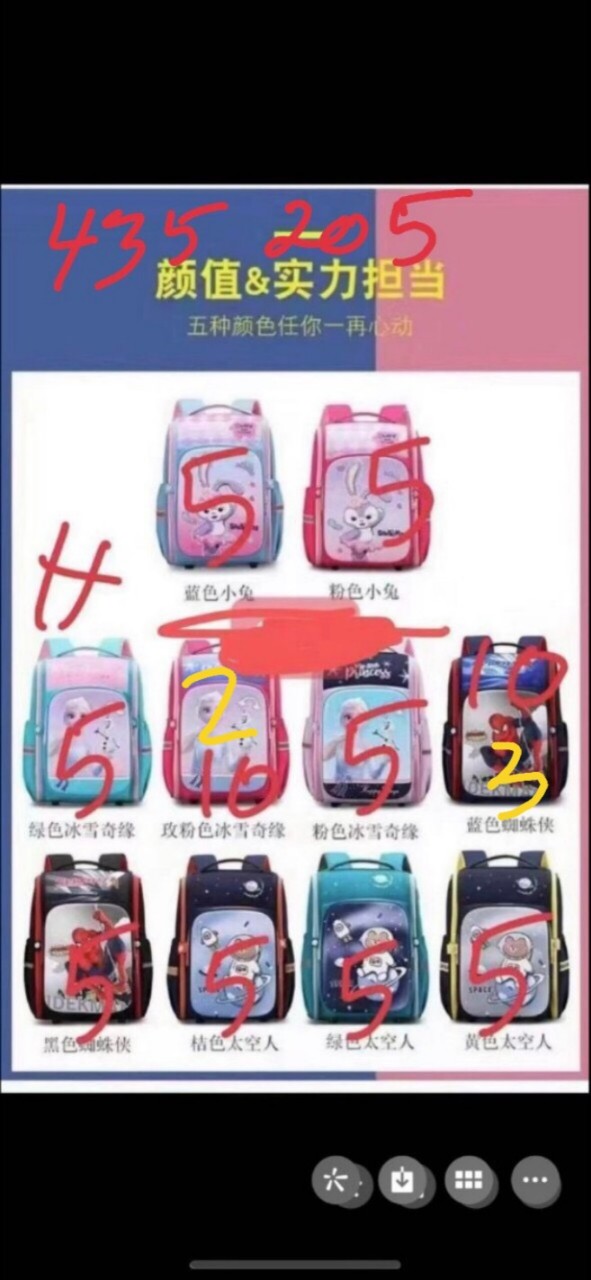 435 205
颜值&实力担当
五种颜色任你一再心动
5 5
蓝色小兔 粉色小兔
H
princess
10
2
5 10 5 3
绿色冰雪奇缘 玫粉色冰雪奇缘 粉色冰雪奇缘 蓝色蜘蛛侠
SPACE SPACE
5 5 5 5
黑色蜘蛛侠 桔色太空人 绿色太空人 黄色太空人